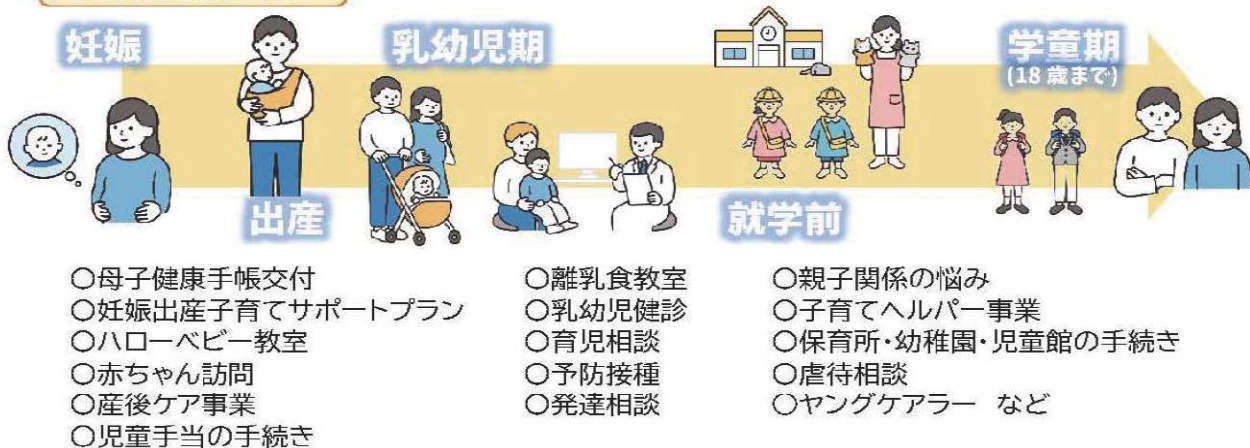 妊娠
乳幼児期
学童期
(18歳まで)
出産
就学前
○母子健康手帳交付
○妊娠出産子育てサポートプラン
○ハローベビー教室
○赤ちゃん訪問
○産後ケア事業
○児童手当の手続き
○離乳食教室
○乳幼児健診
○育児相談
○予防接種
○発達相談
○親子関係の悩み
○子育てヘルパー事業
○保育所・幼稚園・児童館の手続き
○虐待相談
○ヤングケアラー など